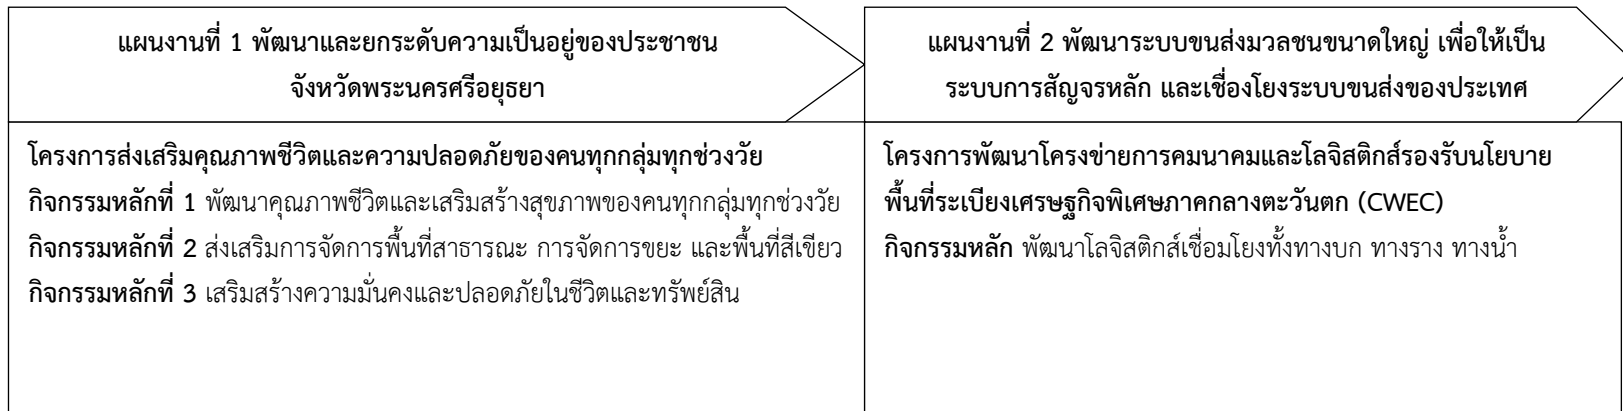 แผนงานที่ 1 พัฒนาและยกระดับความเป็นอยู่ของประชาชน
จังหวัดพระนครศรีอยุธยา
แผนงานที่ 2 พัฒนาระบบขนส่งมวลชนขนาดใหญ่ เพื่อให้เป็น
ระบบการสัญจรหลัก และเชื่องโยงระบบขนส่งของประเทศ
โครงการส่งเสริมคุณภาพชีวิตและความปลอดภัยของคนทุกกลุ่มทุกช่วงวัย
กิจกรรมหลักที่ 1 พัฒนาคุณภาพชีวิตและเสริมสร้างสุขภาพของคนทุกกลุ่มทุกช่วงวัย
กิจกรรมหลักที่ 2 ส่งเสริมการจัดการพื้นที่สาธารณะ การจัดการขยะ และพื้นที่สีเขียว
กิจกรรมหลักที่ 3 เสริมสร้างความมั่นคงและปลอดภัยในชีวิตและทรัพย์สิน
โครงการพัฒนาโครงข่ายการคมนาคมและโลจิสติกส์รองรับนโยบาย
พื้นที่ระเบียงเศรษฐกิจพิเศษภาคกลางตะวันตก (CWEC)
กิจกรรมหลัก พัฒนาโลจิสติกส์เชื่อมโยงทั้งทางบก ทางราง ทางน้ำ